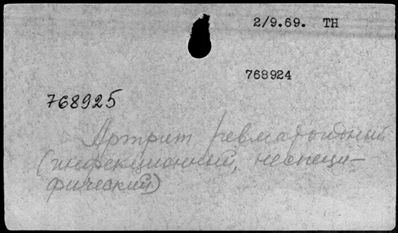 2/9.69. TH
768924
768925
Артрит ревматоидный
(инфекционный, неспеци-
фический)